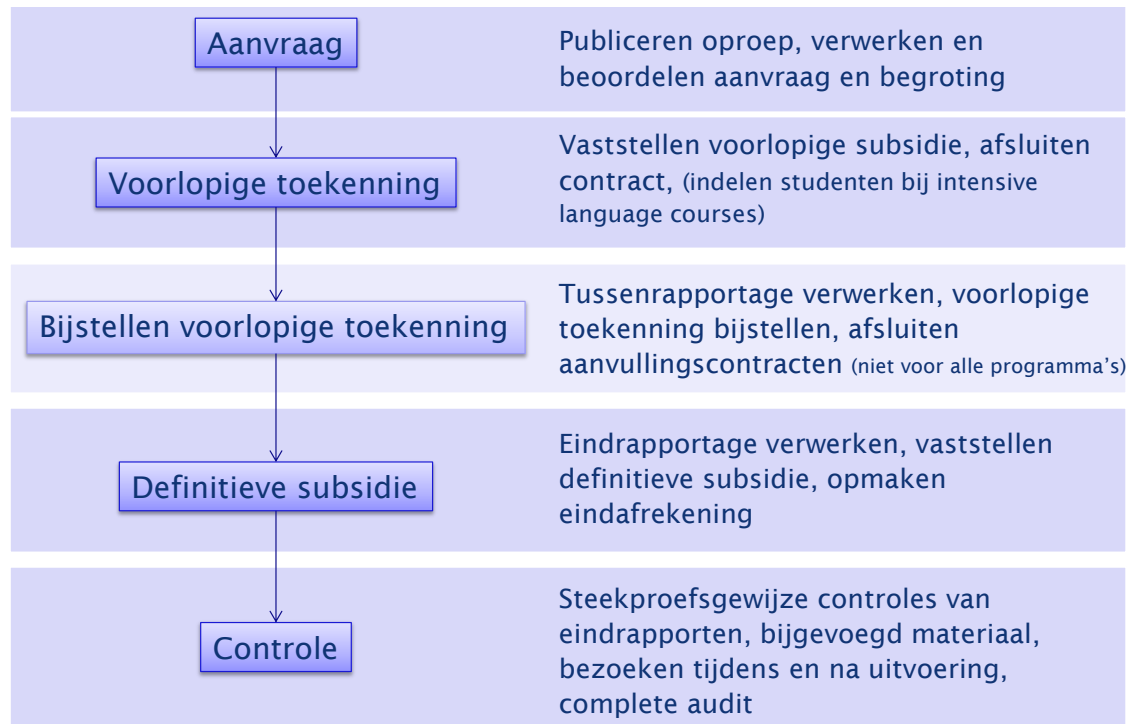 Aanvraag
Publiceren oproep, verwerken en
beoordelen aanvraag en begroting
Voorlopige toekenning
Vaststellen voorlopige subsidie, afsluiten
contract, (indelen studenten bij intensive
language courses)
Bijstellen voorlopige toekenning
Tussenrapportage verwerken, voorlopige
toekenning bijstellen, afsluiten
aanvullingscontracten (niet voor alle programma's)
Definitieve subsidie
Eindrapportage verwerken, vaststellen
definitieve subsidie, opmaken
eindafrekening
Controle
Steekproefsgewijze controles van
eindrapporten, bijgevoegd materiaal,
bezoeken tijdens en na uitvoering,
complete audit